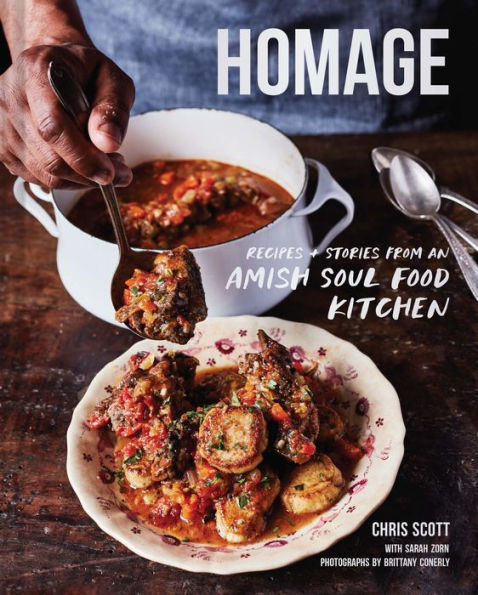 HOMAGE
RECIPES + STORIES FROM AN
AMISH SOUL FOOD
KITCHEN
CHRIS SCOTT
WITH SARAH ZORN
PHOTOGRAPHS BY BRITTANY CONERLY